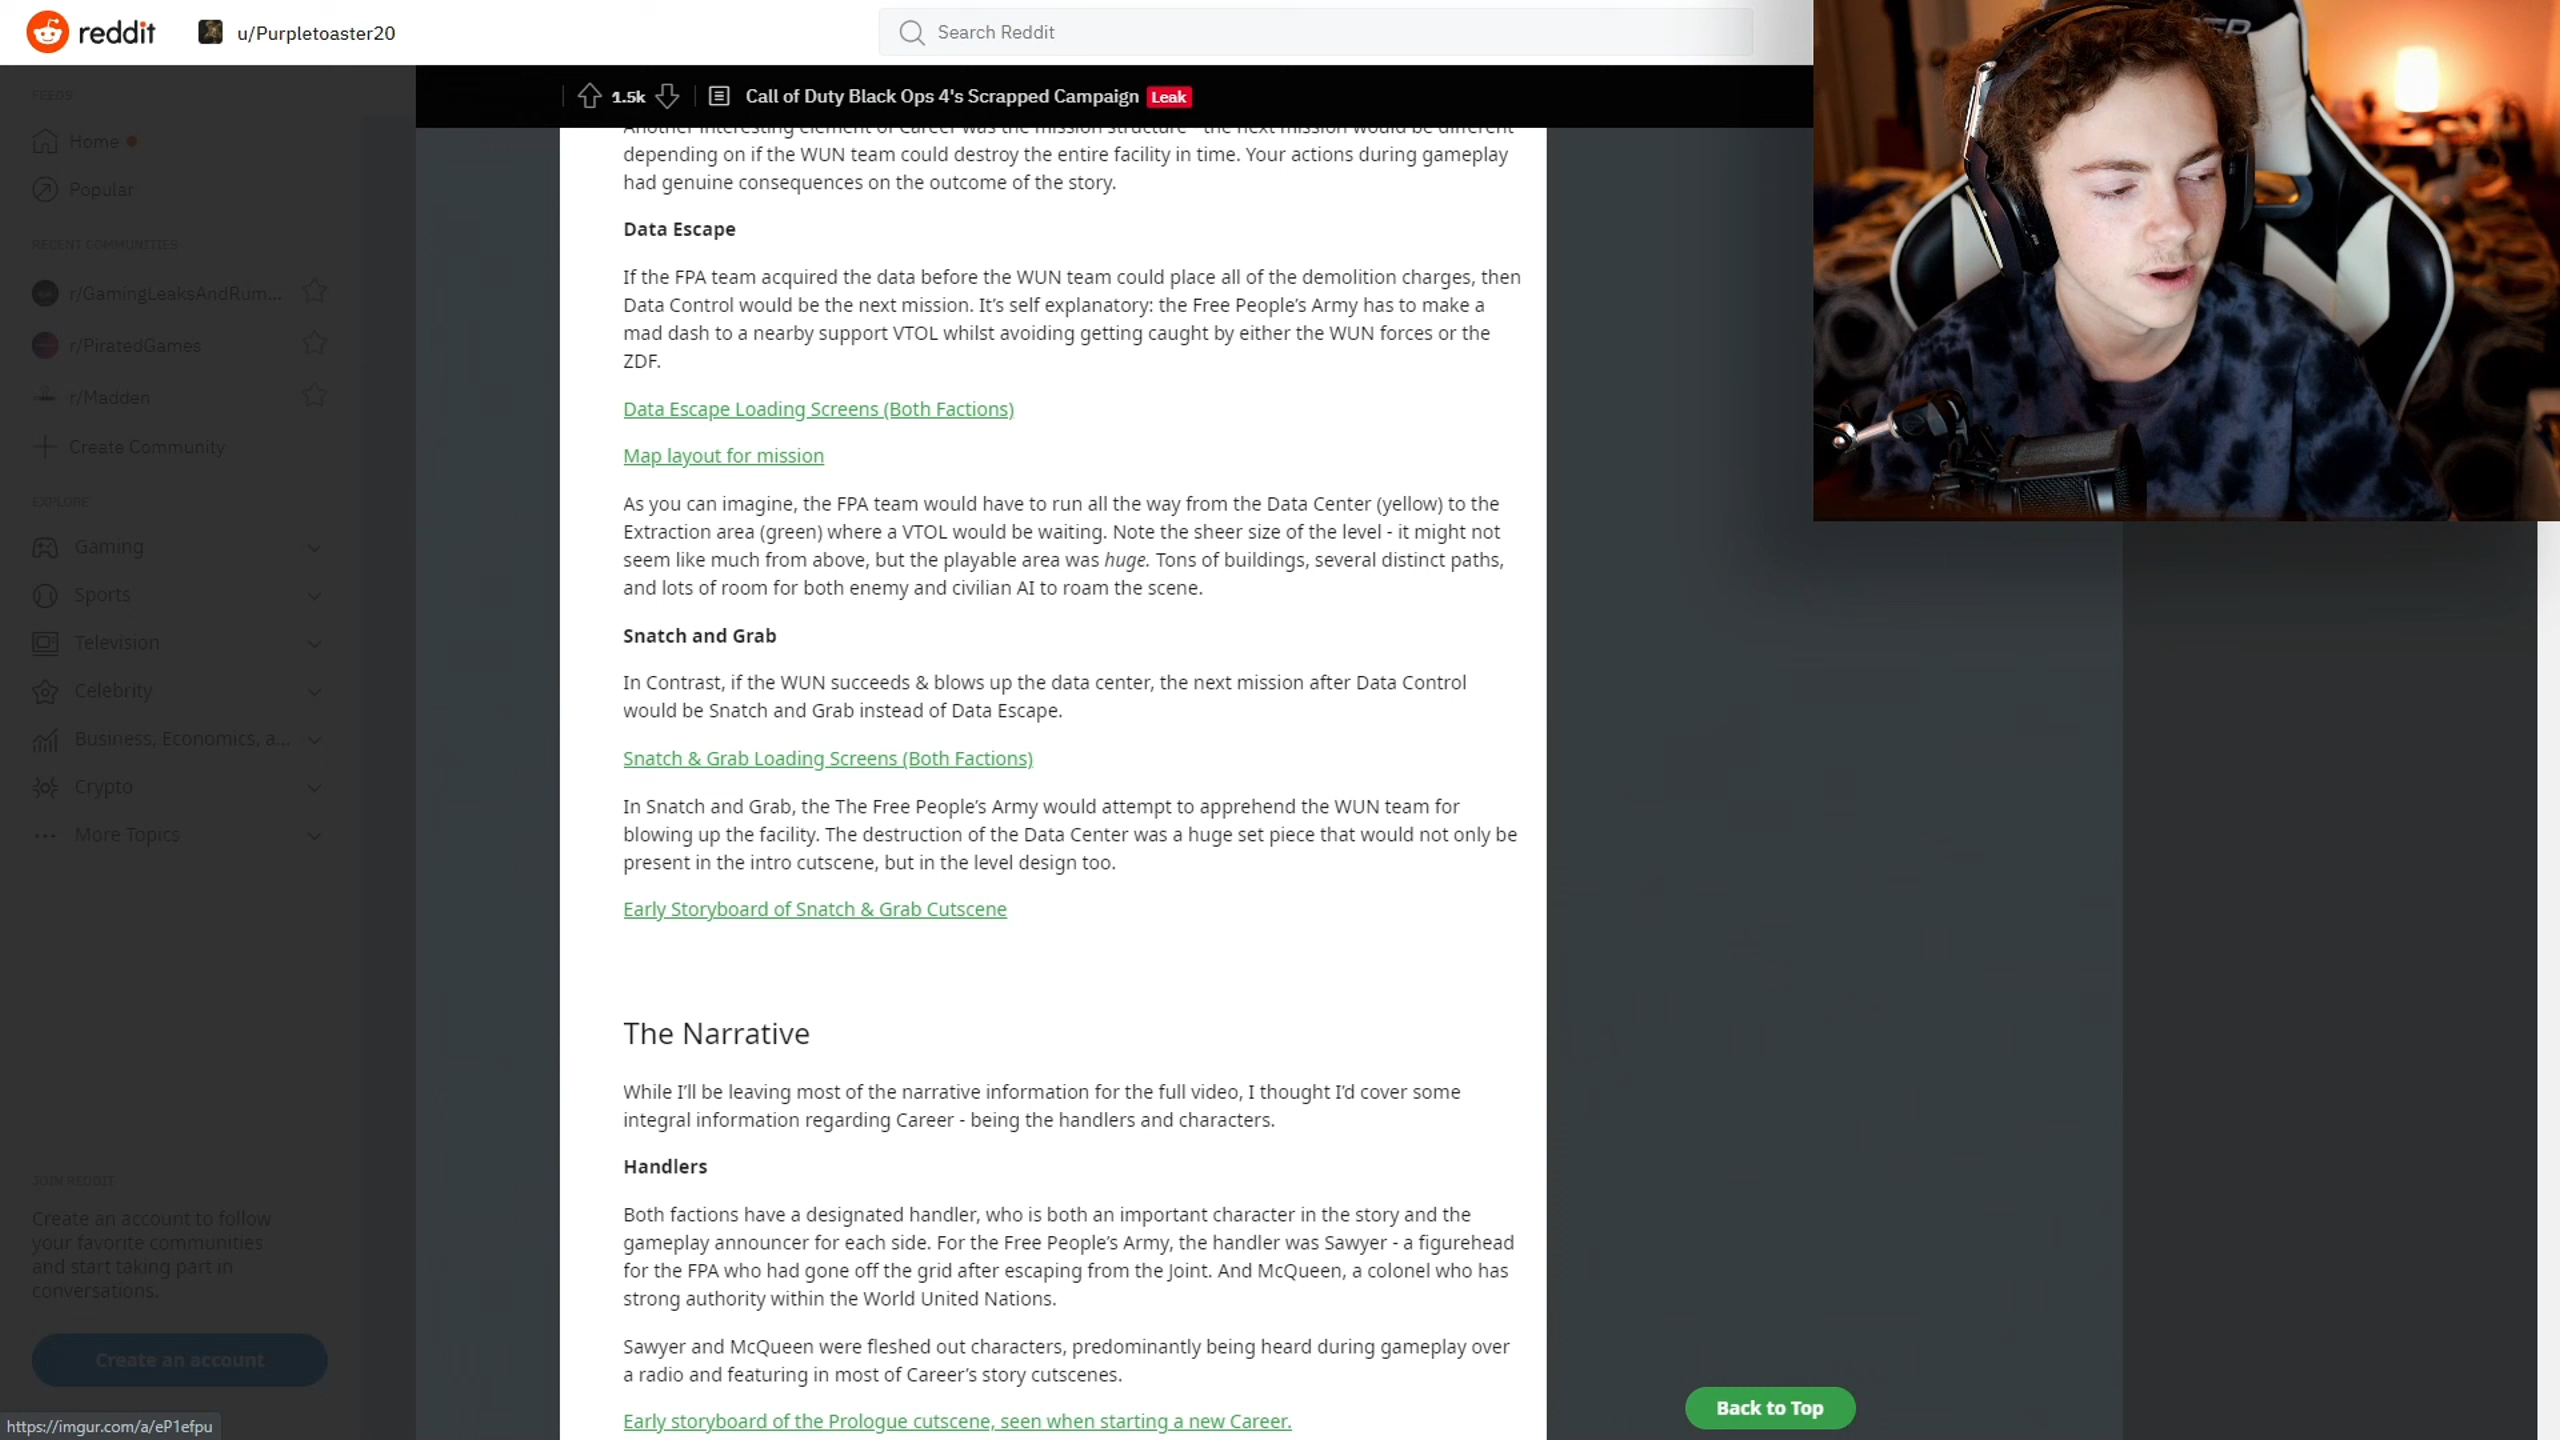 reddit
u/Purpletoaster20
Search Reddit
FEEDS
Home
Popular
RECENT COMMUNITIES
r/GamingLeaksAndRum...
r/PiratedGames
r/Madden
Create Community
EXPLORE
Gaming
Sports
Television
Celebrity
Business, Economics, a...
Crypto
More Topics
JOIN REDDIT
Create an account to follow
your favorite communities
and start taking part in
conversations.
Create an account
https://imgur.com/a/eP1efpu
1.5k
Call of Duty Black Ops 4's Scrapped Campaign Leak
Another interesting element of Career was the mission structure - the next mission would be different
depending on if the WUN team could destroy the entire facility in time. Your actions during gameplay
had genuine consequences on the outcome of the story.
Data Escape
If the FPA team acquired the data before the WUN team could place all of the demolition charges, then
Data Control would be the next mission. It’s self explanatory: the Free People’s Army has to make a
mad dash to a nearby support VTOL whilst avoiding getting caught by either the WUN forces or the
ZDF.
Data Escape Loading Screens (Both Factions)
Map layout for mission
As you can imagine, the FPA team would have to run all the way from the Data Center (yellow) to the
Extraction area (green) where a VTOL would be waiting. Note the sheer size of the level - it might not
seem like much from above, but the playable area was huge. Tons of buildings, several distinct paths,
and lots of room for both enemy and civilian AI to roam the scene.
Snatch and Grab
In Contrast, if the WUN succeeds & blows up the data center, the next mission after Data Control
would be Snatch and Grab instead of Data Escape.
Snatch & Grab Loading Screens (Both Factions)
In Snatch and Grab, the The Free People’s Army would attempt to apprehend the WUN team for
blowing up the facility. The destruction of the Data Center was a huge set piece that would not only be
present in the intro cutscene, but in the level design too.
Early Storyboard of Snatch & Grab Cutscene
The Narrative
While I’ll be leaving most of the narrative information for the full video, I thought I’d cover some
integral information regarding Career - being the handlers and characters.
Handlers
Both factions have a designated handler, who is both an important character in the story and the
gameplay announcer for each side. For the Free People’s Army, the handler was Sawyer - a figurehead
for the FPA who had gone off the grid after escaping from the Joint. And McQueen, a colonel who has
strong authority within the World United Nations.
Sawyer and McQueen were fleshed out characters, predominantly being heard during gameplay over
a radio and featuring in most of Career’s story cutscenes.
Early storyboard of the Prologue cutscene, seen when starting a new Career.
Back to Top